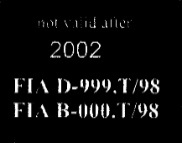 not valid after
2002
FIA D-999.T/98
FIA B-000.T/98